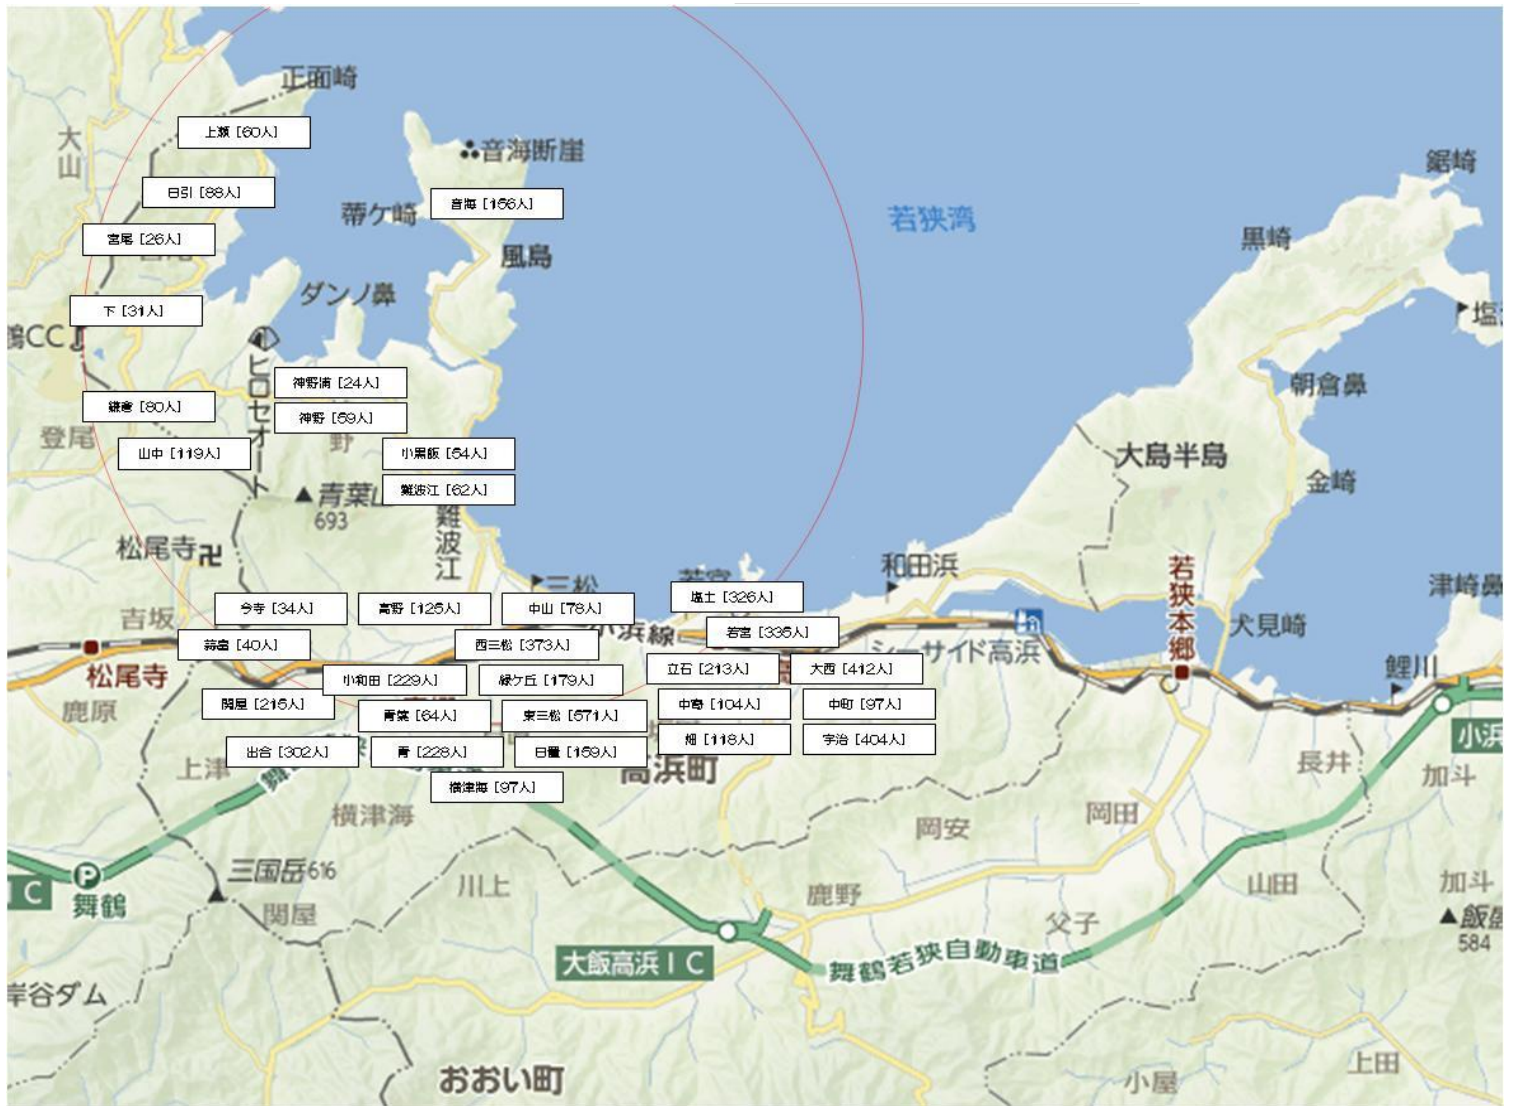 正面崎
大山
上瀬 [60人]
音海断崖
鋸崎
日引 [88人]
音海 [156人]
蔕ケ崎
若狭湾
宮尾 [26人]
黒崎
風島
ダンノ鼻
下 [31人]
鶴CC
塩
ヒロセオート
神野浦 [24人]
朝倉鼻
鎌倉 [80人]
神野 [59人]
登尾
野
山中 [119人]
小黒飯 [54人]
大島半島
難波江 [62人]
金崎
青葉山
693
難波江
松尾寺
三松
若宮
和田浜
若狭本郷
津崎鼻
塩土 [326人]
今寺 [34人]
高野 [125人]
中山 [78人]
吉坂
小浜線
若宮 [335人]
犬見崎
蒜畠 [40人]
西三松 [373人]
シーサイド高浜
松尾寺
小和田 [229人]
緑ケ丘 [179人]
立石 [213人]
大西 [412人]
鯉川
関屋 [215人]
鹿原
青葉 [64人]
東三松 [571人]
中寄 [104人]
中町 [97人]
小浜
出合 [302人]
青 [228人]
日置 [159人]
畑 [118人]
宇治 [404人]
上津
高浜町
長井
加斗
横津海 [97人]
横津海
岡安
岡田
三国岳616
P
舞鶴
IC
川上
鹿野
山田
加斗
関屋
父子
584
大飯高浜IC
舞鶴若狭自動車道
岸谷ダム
おおい町
上田
小屋